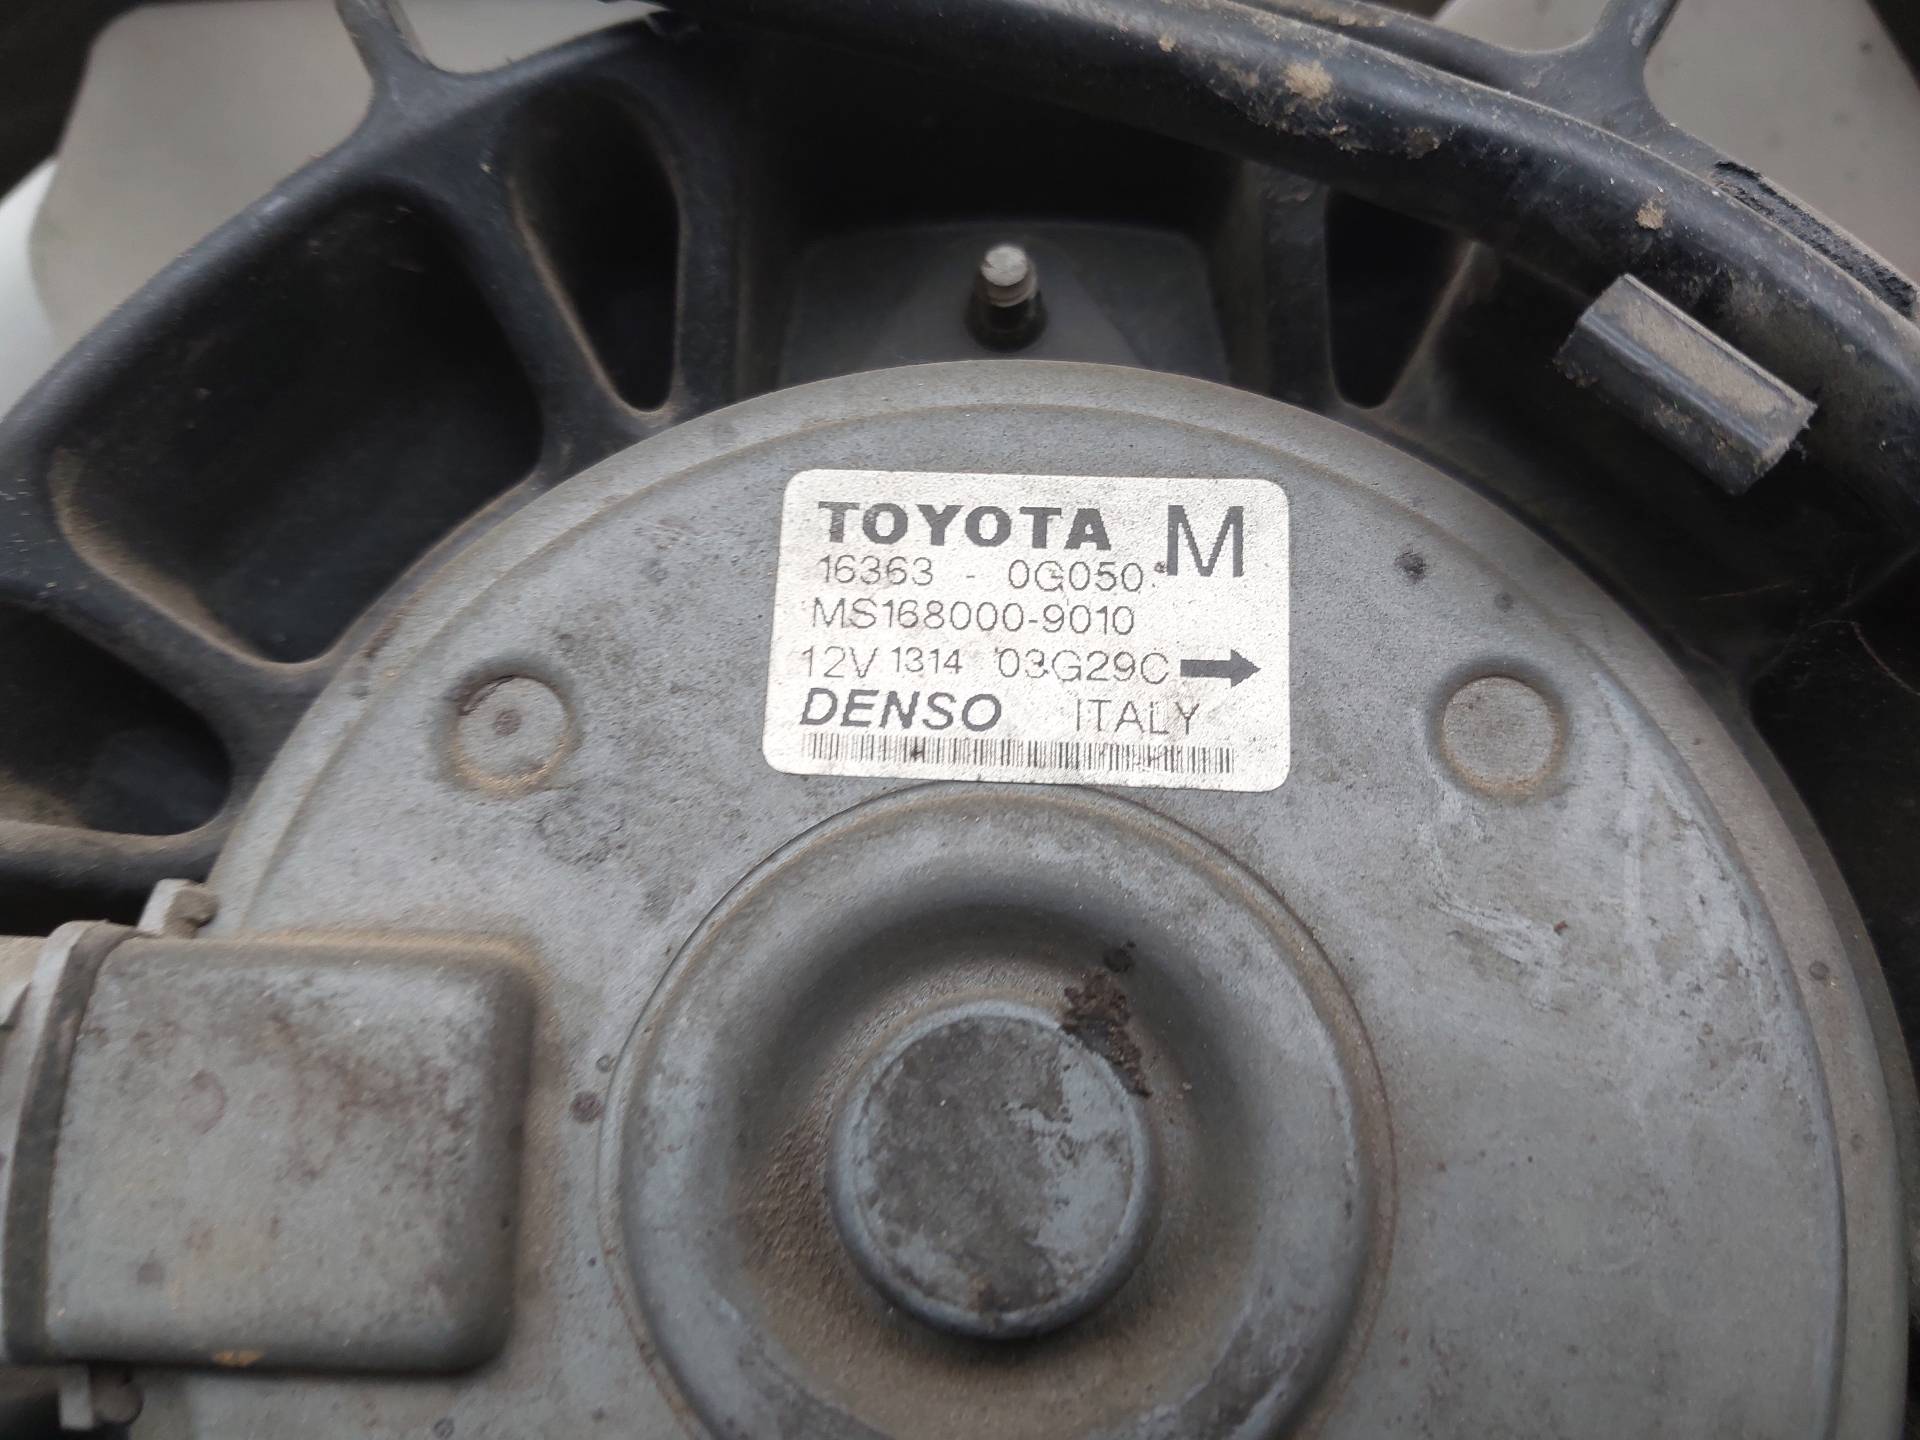 TOYOTA M
16363 - 0G050
MS168000-9010
12V 1314 03G29C
DENSO ITALY